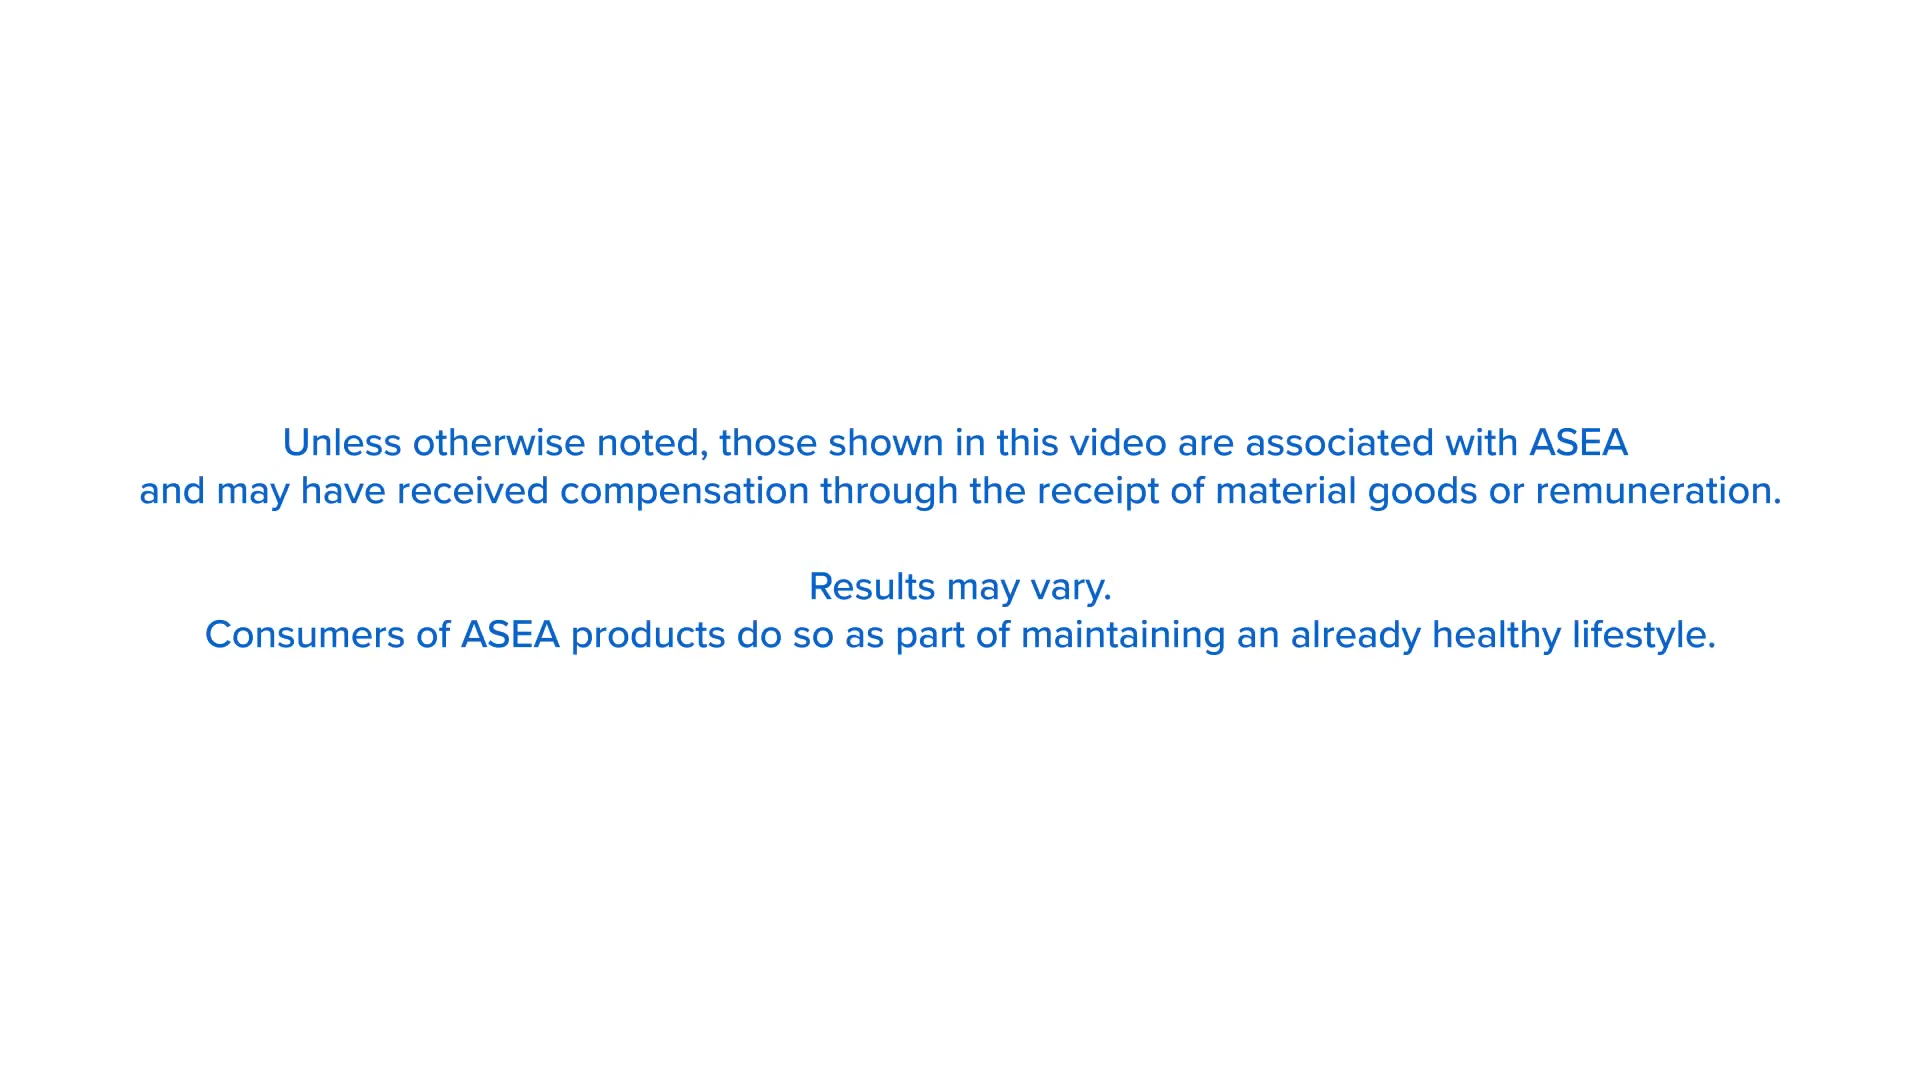 Unless otherwise noted, those shown in this video are associated with ASEA
and may have received compensation through the receipt of material goods or remuneration.
Results may vary.
Consumers of ASEA products do so as part of maintaining an already healthy lifestyle.